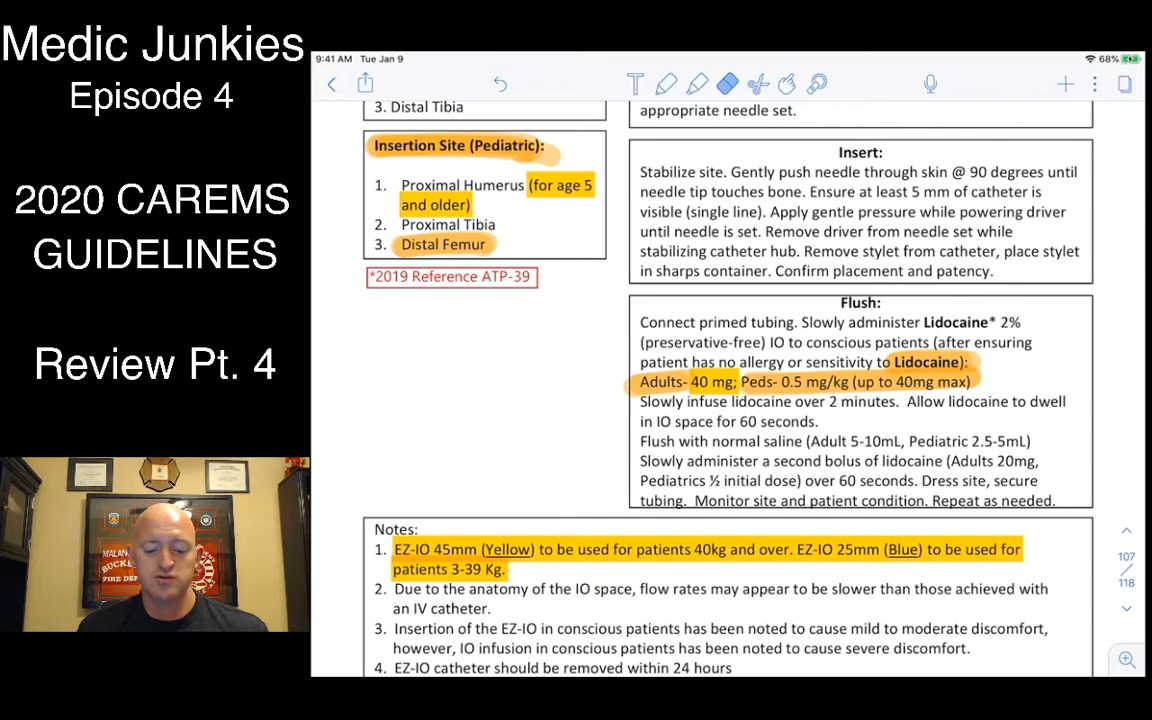 Medic Junkies
Episode 4
2020 CAREMS
GUIDELINES
Review Pt. 4
9:41 AM Tue Jan 9
68%
3. Distal Tibia
Insertion Site (Pediatric):
1. Proximal Humerus (for age 5
and older)
2. Proximal Tibia
3. Distal Femur
*2019 Reference ATP-39
appropriate needle set.
Insert:
Stabilize site. Gently push needle through skin @ 90 degrees until
needle tip touches bone. Ensure at least 5 mm of catheter is
visible (single line). Apply gentle pressure while powering driver
until needle is set. Remove driver from needle set while
stabilizing catheter hub. Remove stylet from catheter, place stylet
in sharps container. Confirm placement and patency.
Flush:
Connect primed tubing. Slowly administer Lidocaine* 2%
(preservative-free) IO to conscious patients (after ensuring
patient has no allergy or sensitivity to Lidocaine):
Adults- 40 mg; Peds- 0.5 mg/kg (up to 40mg max)
Slowly infuse lidocaine over 2 minutes. Allow lidocaine to dwell
in IO space for 60 seconds.
Flush with normal saline (Adult 5-10mL, Pediatric 2.5-5mL)
Slowly administer a second bolus of lidocaine (Adults 20mg,
Pediatrics ½ initial dose) over 60 seconds. Dress site, secure
tubing. Monitor site and patient condition. Repeat as needed.
Notes:
1. EZ-IO 45mm (Yellow) to be used for patients 40kg and over. EZ-IO 25mm (Blue) to be used for
patients 3-39 Kg.
2. Due to the anatomy of the IO space, flow rates may appear to be slower than those achieved with
an IV catheter.
3. Insertion of the EZ-IO in conscious patients has been noted to cause mild to moderate discomfort,
however, IO infusion in conscious patients has been noted to cause severe discomfort.
4. EZ-IO catheter should be removed within 24 hours
107
118